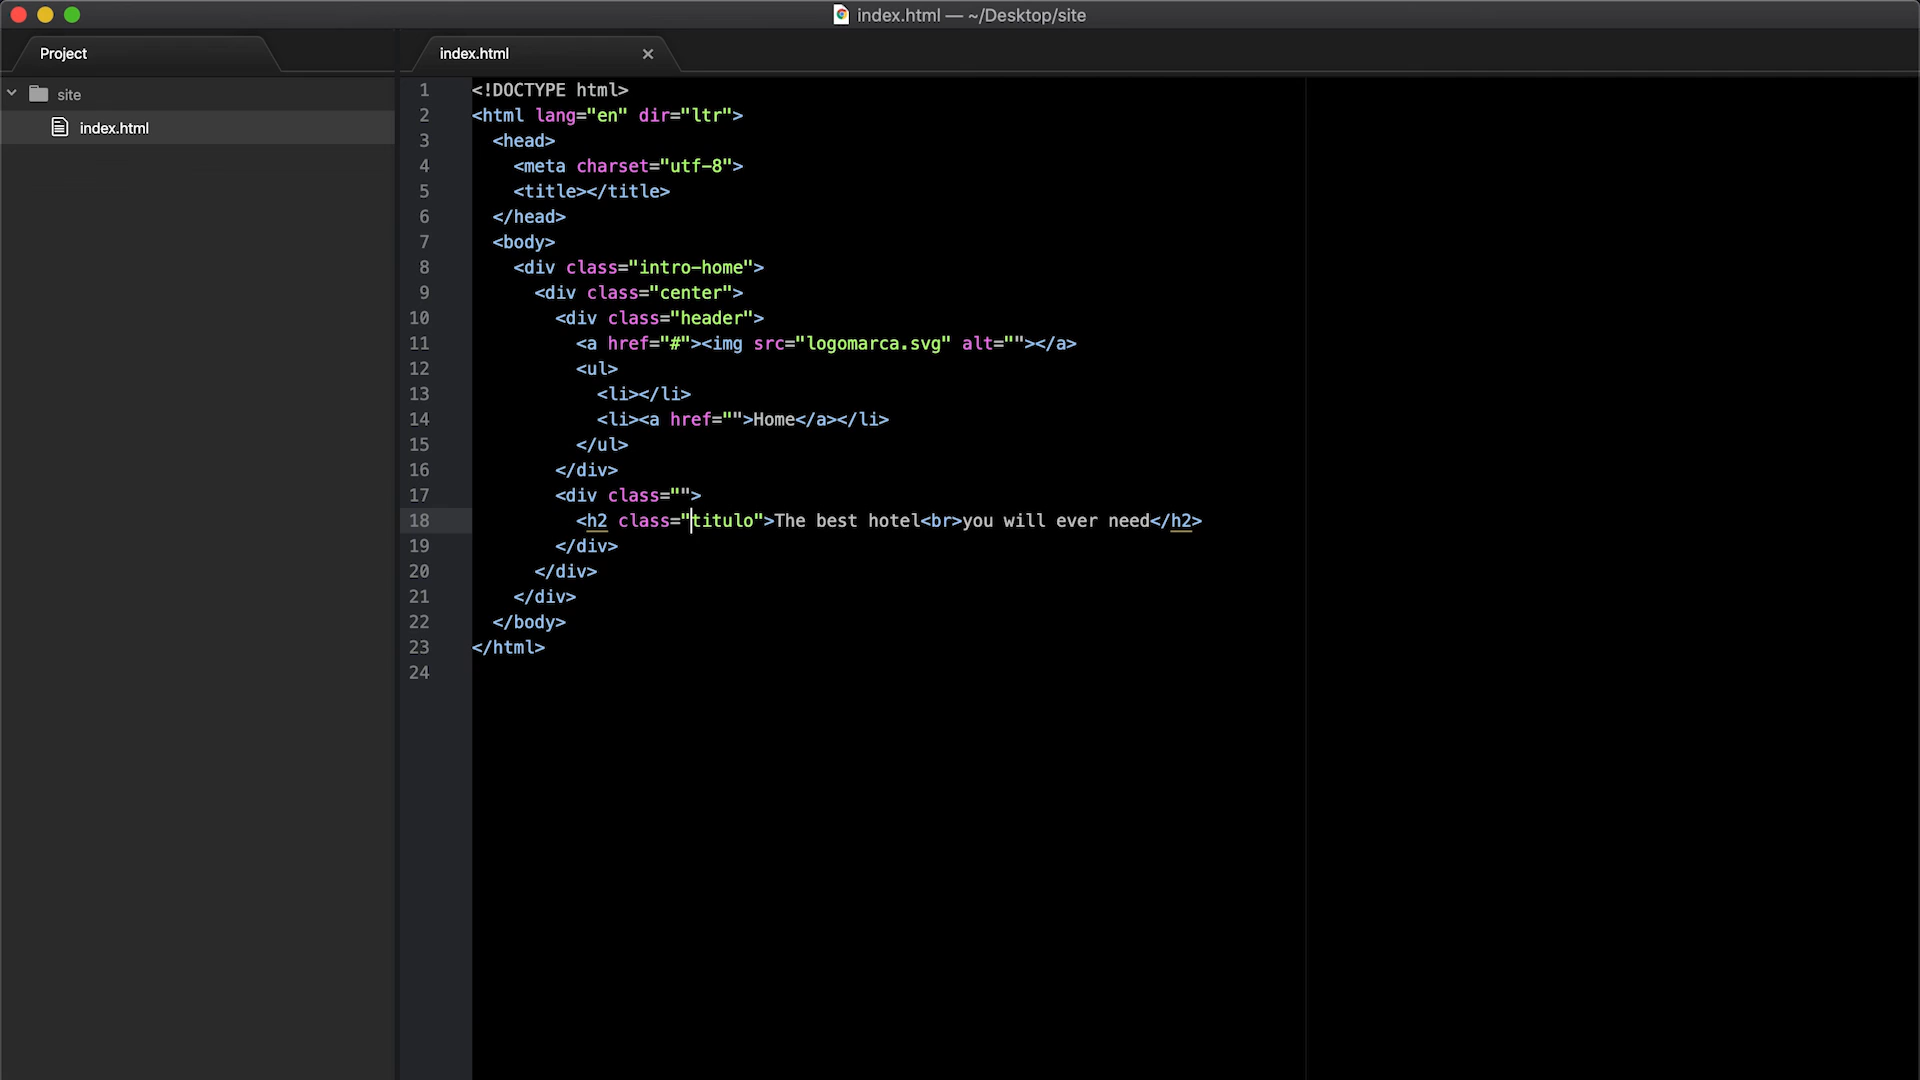 index.html — ~/Desktop/site
Project
index.html
site
index.html
1 <!DOCTYPE html>
2 <html lang="en" dir="ltr">
3 <head>
4 <meta charset="utf-8">
5 <title></title>
6 </head>
7 <body>
8 <div class="intro-home">
9 <div class="center">
10 <div class="header">
11 <a href="#"><img src="logomarca.svg" alt=""></a>
12 <ul>
13 <li></li>
14 <li><a href="">Home</a></li>
15 </ul>
16 </div>
17 <div class="">
18 <h2 class="titulo">The best hotel<br>you will ever need</h2>
19 </div>
20 </div>
21 </div>
22 </body>
23 </html>
24